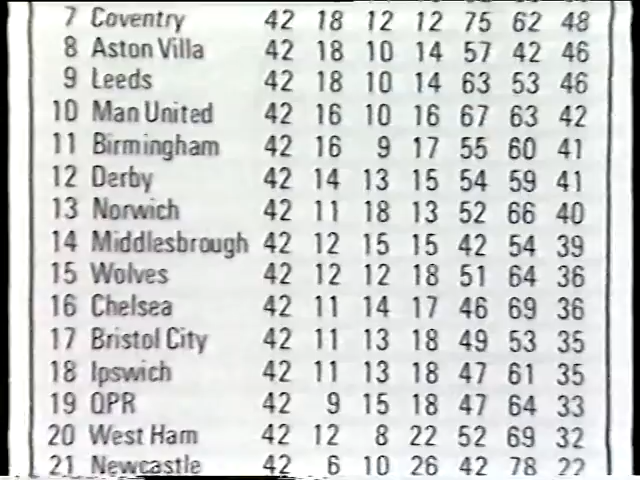 7 Coventry 42 18 12 12 75 62 48
8 Aston Villa 42 18 10 14 57 42 46
9 Leeds 42 18 10 14 63 53 46
10 Man United 42 16 10 16 67 63 42
11 Birmingham 42 16 9 17 55 60 41
12 Derby 42 14 13 15 54 59 41
13 Norwich 42 11 18 13 52 66 40
14 Middlesbrough 42 12 15 15 42 54 39
15 Wolves 42 12 12 18 51 64 36
16 Chelsea 42 11 14 17 46 69 36
17 Bristol City 42 11 13 18 49 53 35
18 Ipswich 42 11 13 18 47 61 35
19 QPR 42 9 15 18 47 64 33
20 West Ham 42 12 8 22 52 69 32
21 Newcastle 42 6 10 26 42 78 22